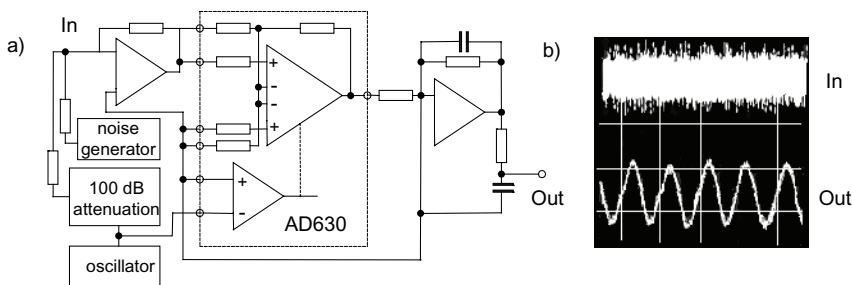 a)
In
noise
generator
100 dB
attenuation
oscillator
+
-
-
+
+
-
AD630
Out
b)
In
Out